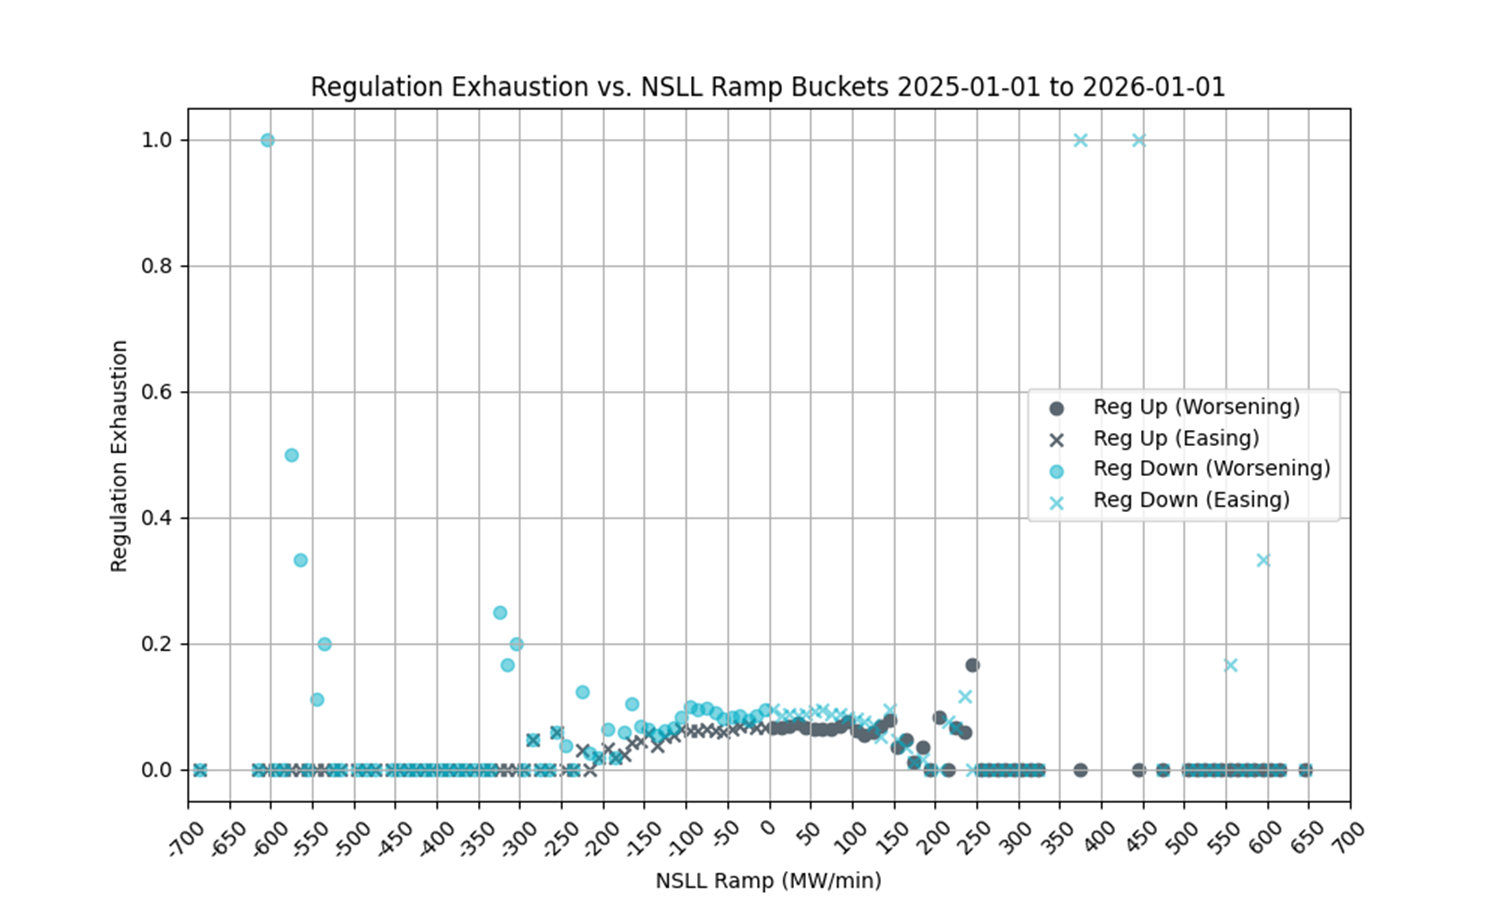 Regulation Exhaustion vs. NSLL Ramp Buckets 2025-01-01 to 2026-01-01
Regulation Exhaustion
1.0
0.8
0.6
0.4
0.2
0.0
Reg Up (Worsening)
Reg Up (Easing)
Reg Down (Worsening)
Reg Down (Easing)
-700 -650 -600 -550 -500 -450 -400 -350 -300 -250 -200 -150 -100 -50 0 50 100 150 200 250 300 350 400 450 500 550 600 650 700
NSLL Ramp (MW/min)